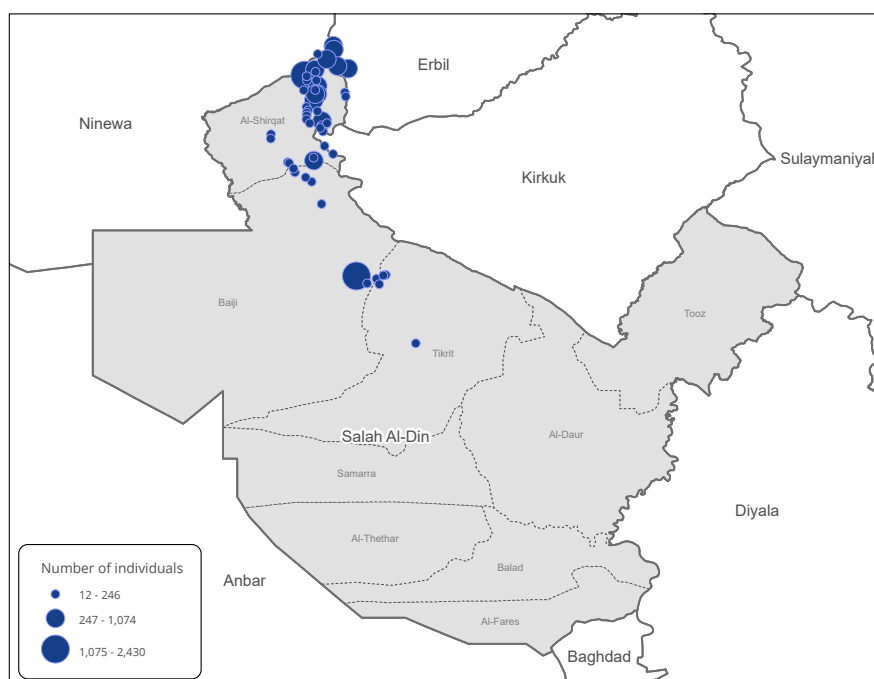 Erbil
Ninewa
Al-Shirqat
Sulaymaniyah
Kirkuk
Baiji
Tooz
Tikrit
Salah Al-Din
Al-Daur
Samarra
Diyala
Al-Thethar
Balad
Anbar
Al-Fares
Baghdad
Number of individuals
12 - 246
247 - 1,074
1,075 - 2,430